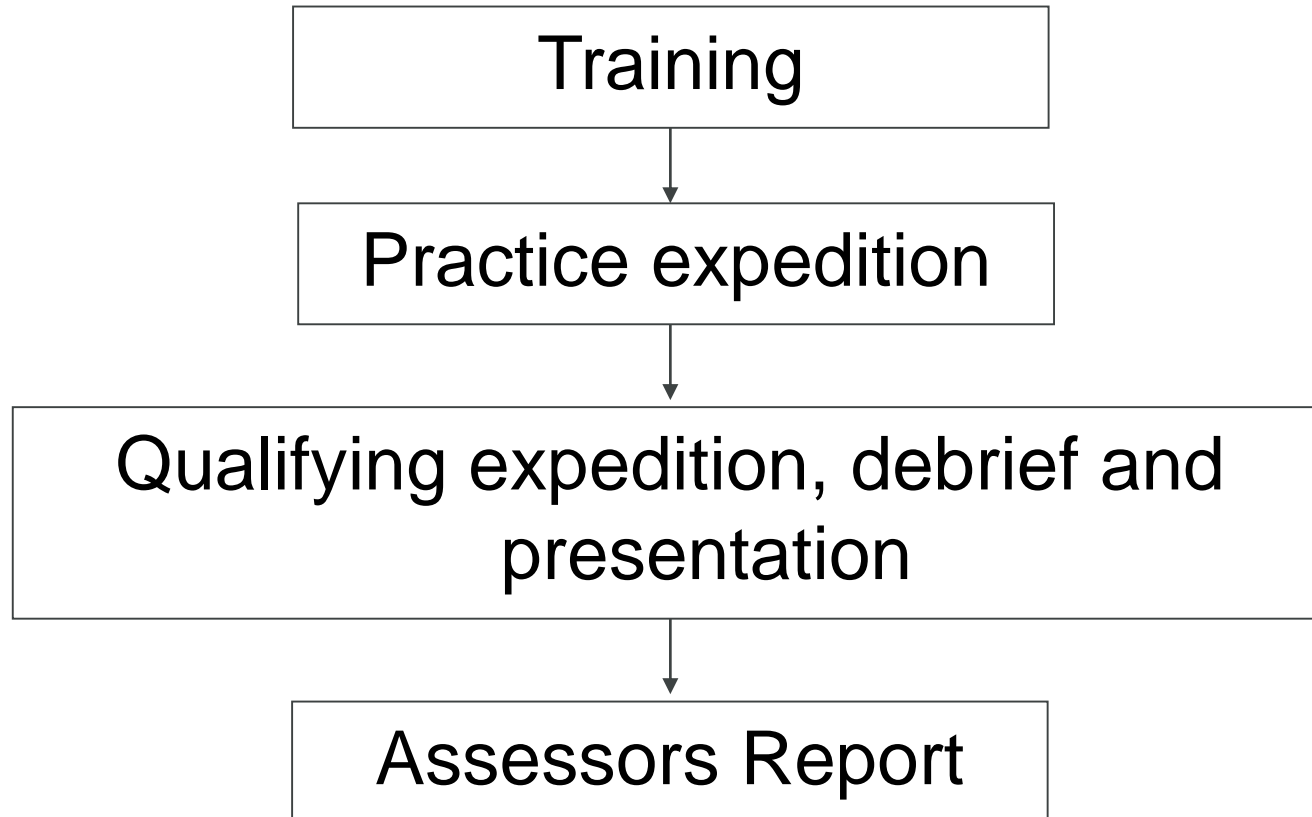 Training
Practice expedition
Qualifying expedition, debrief and
presentation
Assessors Report